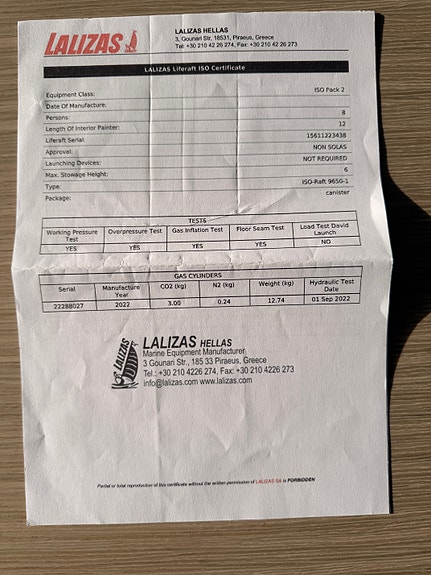 LALIZAS
LALIZAS HELLAS
3, Gounari Str, 18531, Piraeus, Greece
Tel: +30 210 42 26 274, Fax: +30 210 42 26 273
LALIZAS Liferaft ISO Certificate
Equipment Class: ISO Pack 2
Date Of Manufacture:
Persons: 8
Length Of Interior Painter: 12
Liferaft Serial: 15611223438
Approval: NON SOLAS
Launching Devices: NOT REQUIRED
Max. Stowage Height: 6
Type: ISO-Raft 9650-1
Package: canister
TESTS
Working Pressure Test Overpressure Test Gas Inflation Test Floor Seam Test Load Test David Launch
YES YES YES YES NO
GAS CYLINDERS
Serial Manufacture Year CO2 (kg) N2 (kg) Weight (kg) Hydraulic Test Date
22288027 2022 3.00 0.24 12.74 01 Sep 2022
LALIZAS
LALIZAS HELLAS
Marine Equipment Manufacturer
3 Gounari Str., 185 33 Piraeus, Greece
Tel.: +30 210 4226 274, Fax: +30 210 4226 273
info@lalizas.com www.lalizas.com
Partial or total reproduction of this certificate without the written permission of LALIZAS SA is FORBIDDEN